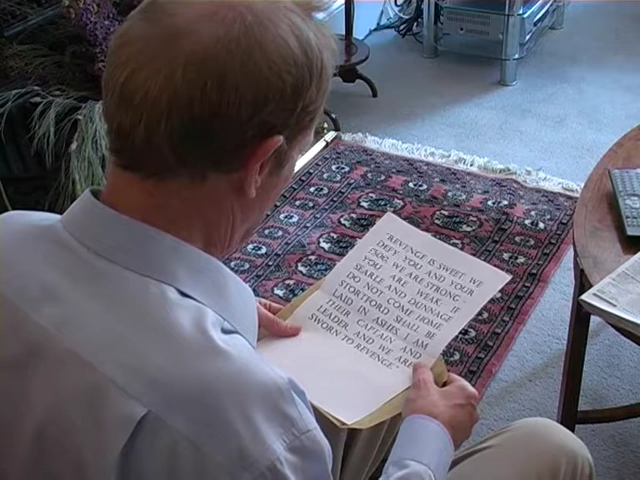 "REVENGE IS SWEET. WE
DEFY YOU AND YOUR
£500. WE ARE STRONG -
YOU ARE WEAK. IF
SEARLE AND DUNNAGE
DO NOT COME HOME
STORTFORD SHALL BE
LAID IN ASHES. I AM
THEIR CAPTAIN AND
LEADER, AND WE ARE
SWORN TO REVENGE"